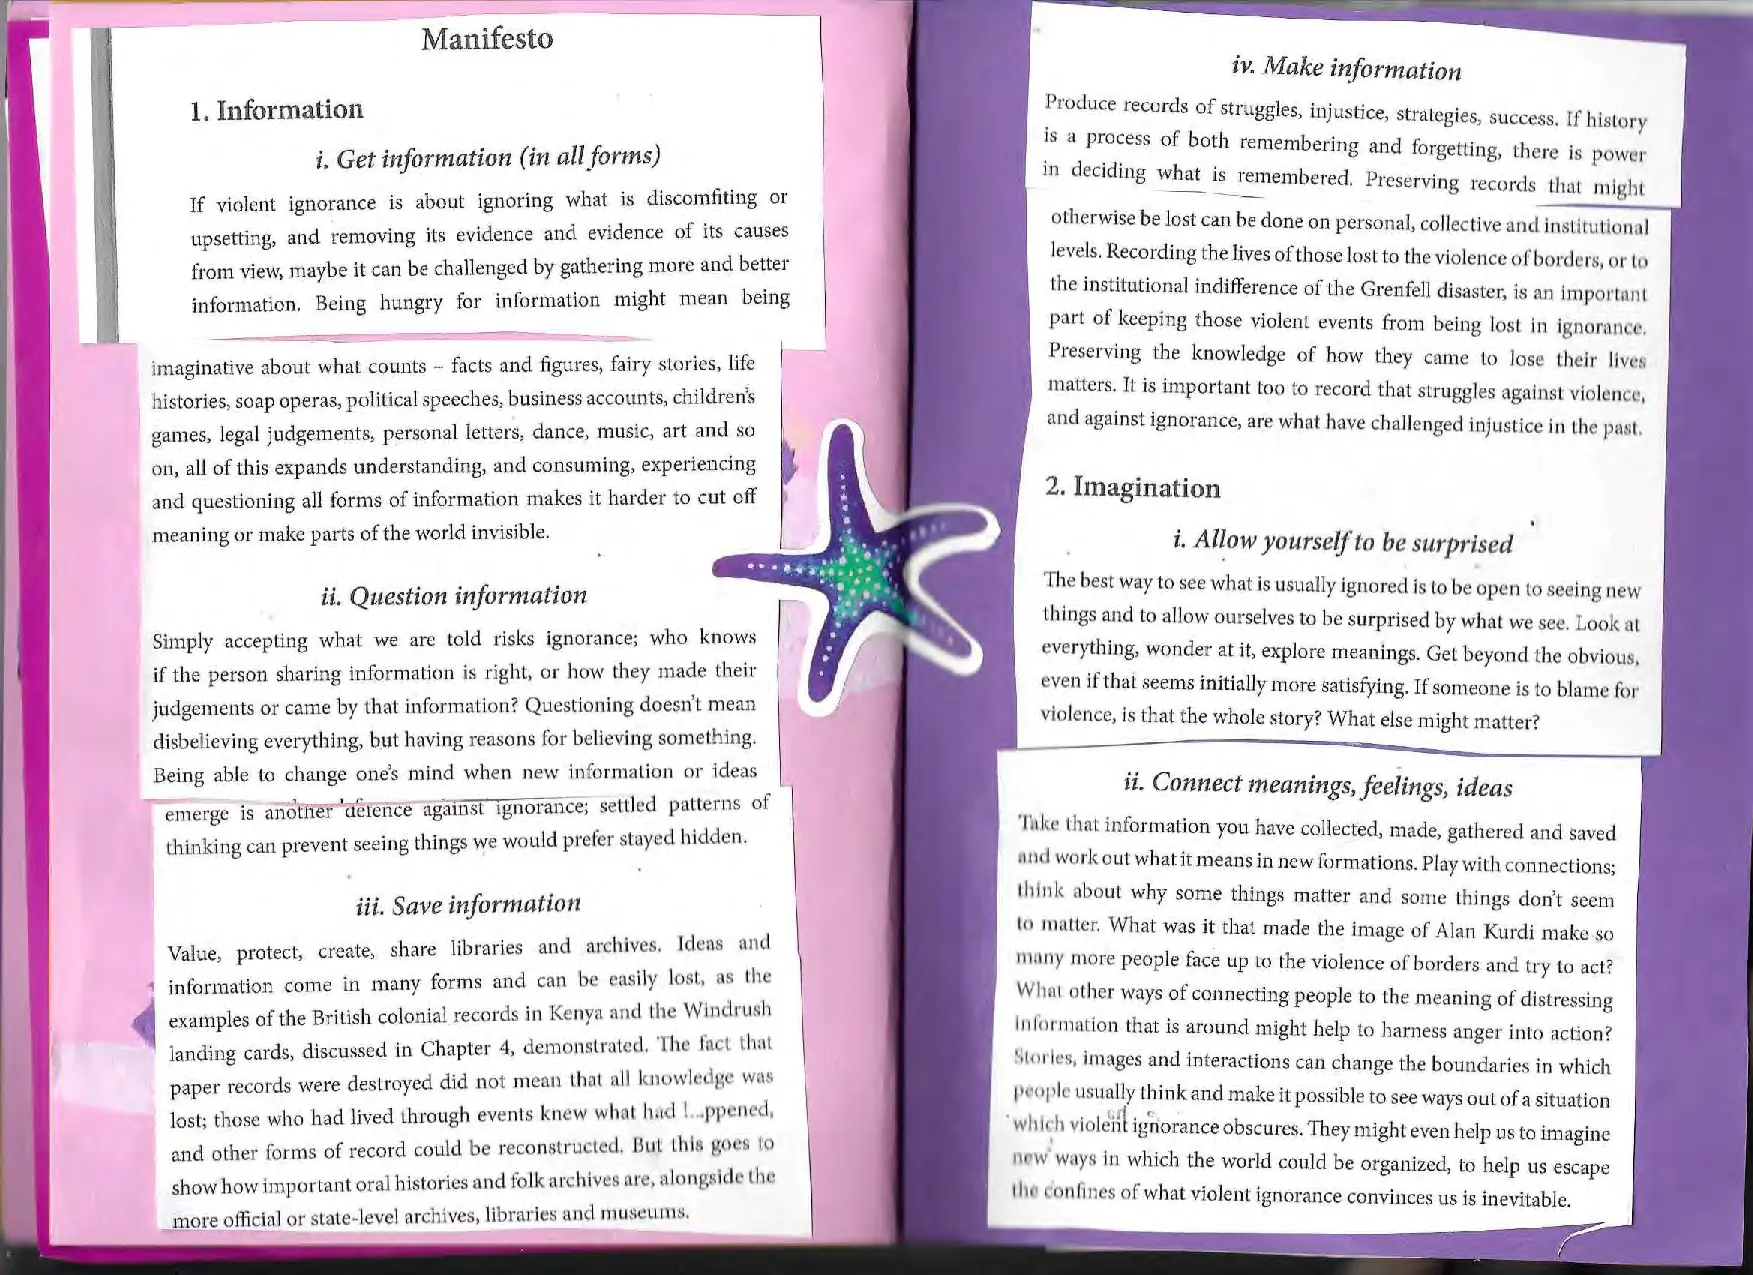 Manifesto
1. Information
i. Get information (in all forms)
If violent ignorance is about ignoring what is discomfiting or
upsetting, and removing its evidence and evidence of its causes
from view, maybe it can be challenged by gathering more and better
information. Being hungry for information might mean being
imaginative about what counts – facts and figures, fairy stories, life
histories, soap operas, political speeches, business accounts, children's
games, legal judgements, personal letters, dance, music, art and so
on, all of this expands understanding, and consuming, experiencing
and questioning all forms of information makes it harder to cut off
meaning or make parts of the world invisible.
ii. Question information
Simply accepting what we are told risks ignorance; who knows
if the person sharing information is right, or how they made their
judgements or came by that information? Questioning doesn't mean
disbelieving everything, but having reasons for believing something.
Being able to change one's mind when new information or ideas
emerge is another defence against ignorance; settled patterns of
thinking can prevent seeing things we would prefer stayed hidden.
iii. Save information
Value, protect, create, share libraries and archives. Ideas and
information come in many forms and can be easily lost, as the
examples of the British colonial records in Kenya and the Windrush
landing cards, discussed in Chapter 4, demonstrated. The fact that
paper records were destroyed did not mean that all knowledge was
lost; those who had lived through events knew what had happened,
and other forms of record could be reconstructed. But this goes to
show how important oral histories and folk archives are, alongside the
more official or state-level archives, libraries and museums.
iv. Make information
Produce records of struggles, injustice, strategies, success. If history
is a process of both remembering and forgetting, there is power
in deciding what is remembered. Preserving records that might
otherwise be lost can be done on personal, collective and institutional
levels. Recording the lives of those lost to the violence of borders, or to
the institutional indifference of the Grenfell disaster, is an important
part of keeping those violent events from being lost in ignorance.
Preserving the knowledge of how they came to lose their lives
matters. It is important too to record that struggles against violence,
and against ignorance, are what have challenged injustice in the past.
2. Imagination
i. Allow yourself to be surprised
The best way to see what is usually ignored is to be open to seeing new
things and to allow ourselves to be surprised by what we see. Look at
everything, wonder at it, explore meanings. Get beyond the obvious,
even if that seems initially more satisfying. If someone is to blame for
violence, is that the whole story? What else might matter?
ii. Connect meanings, feelings, ideas
Take that information you have collected, made, gathered and saved
and work out what it means in new formations. Play with connections;
think about why some things matter and some things don't seem
to matter. What was it that made the image of Alan Kurdi make so
many more people face up to the violence of borders and try to act?
What other ways of connecting people to the meaning of distressing
information that is around might help to harness anger into action?
Stories, images and interactions can change the boundaries in which
people usually think and make it possible to see ways out of a situation
which violent ignorance obscures. They might even help us to imagine
new ways in which the world could be organized, to help us escape
the confines of what violent ignorance convinces us is inevitable.